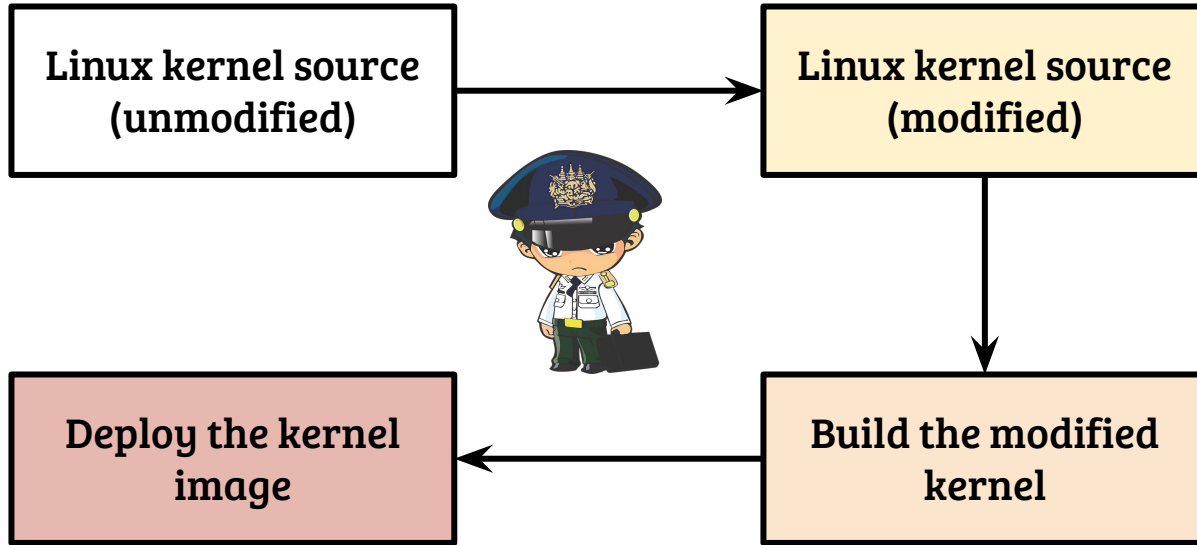 Linux kernel source
(unmodified)
Linux kernel source
(modified)
Build the modified
kernel
Deploy the kernel
image